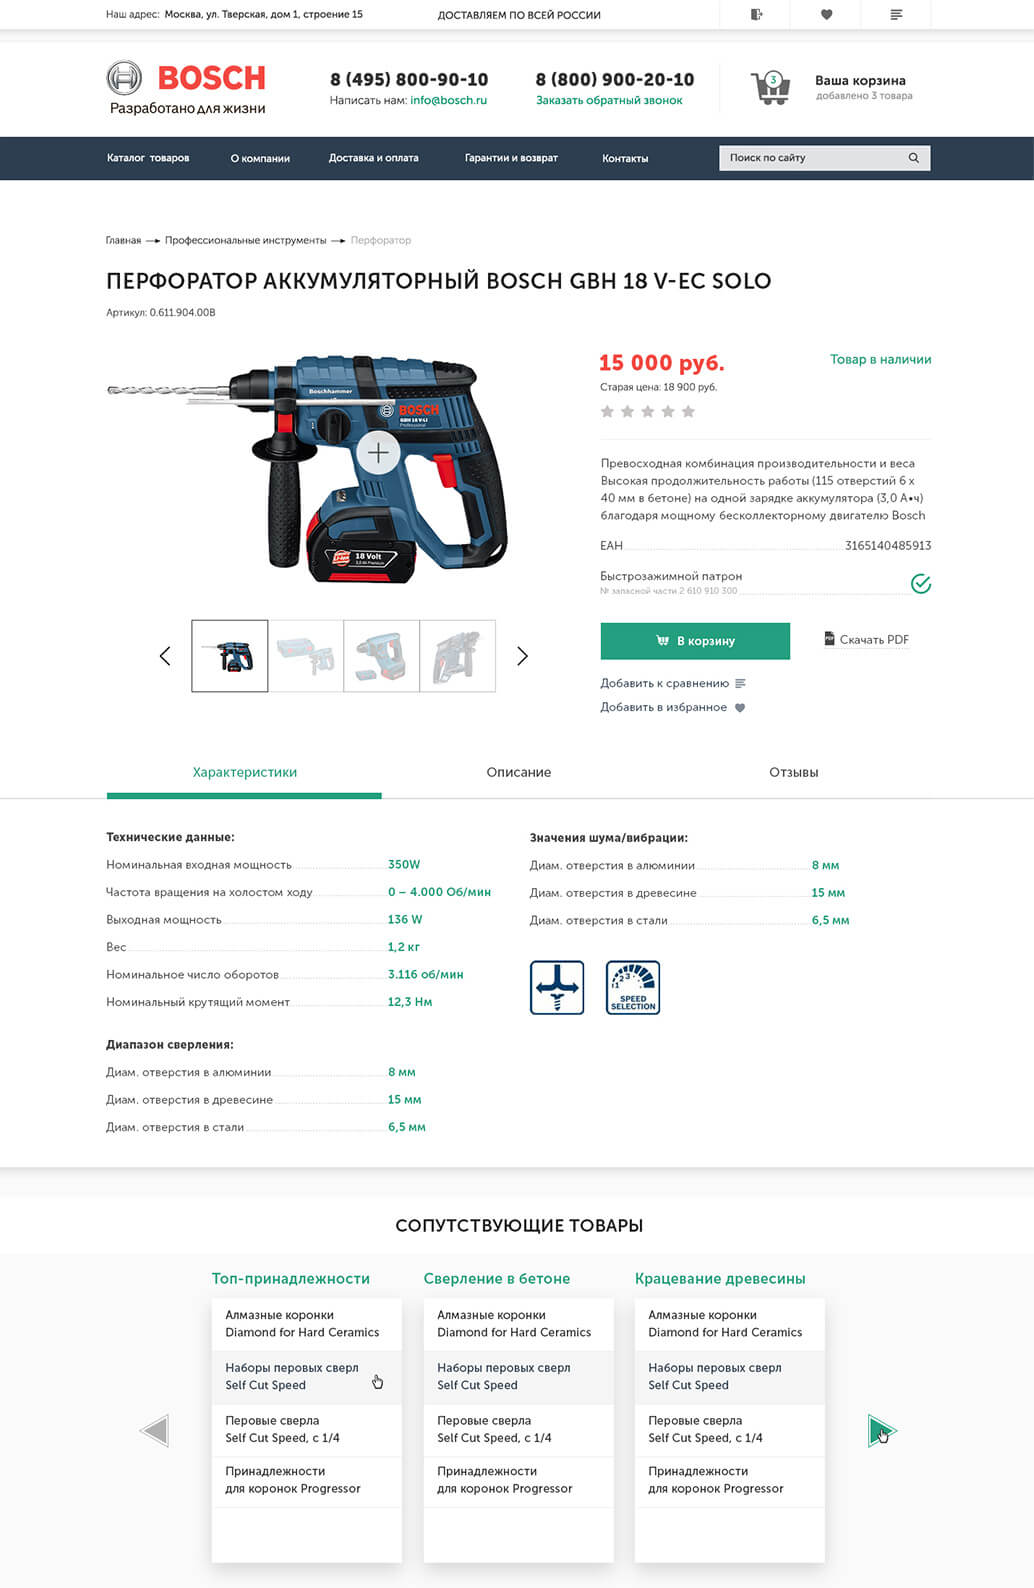 Наш адрес: Москва, ул. Тверская, дом 1, строение 15
ДОСТАВЛЯЕМ ПО ВСЕЙ РОССИИ
BOSCH
Разработано для жизни
8 (495) 800-90-10
Написать нам: info@bosch.ru
8 (800) 900-20-10
Заказать обратный звонок
3
Ваша корзина
добавлено 3 товара
Каталог товаров
О компании
Доставка и оплата
Гарантии и возврат
Контакты
Поиск по сайту
Главная
Профессиональные инструменты
Перфоратор
ПЕРФОРАТОР АККУМУЛЯТОРНЫЙ BOSCH GBH 18 V-EC SOLO
Артикул: 0.611.904.00B
Boschhammer
BOSCH
GBH 18 V-LI
Professional
18 Volt
15 000 руб.
Товар в наличии
Старая цена: 18 900 руб.
Превосходная комбинация производительности и веса
Высокая продолжительность работы (115 отверстий 6 x
40 мм в бетоне) на одной зарядке аккумулятора (3,0 А•ч)
благодаря мощному бесколлекторному двигателю Bosch
EAH 3165140485913
Быстрозажимной патрон
№ запасной части 2 610 910 300
В корзину
PDF
Скачать PDF
Добавить к сравнению
Добавить в избранное
Характеристики
Описание
Отзывы
Технические данные:
Номинальная входная мощность 350W
Частота вращения на холостом ходу 0 – 4.000 Об/мин
Выходная мощность 136 W
Вес 1,2 кг
Номинальное число оборотов 3.116 об/мин
Номинальный крутящий момент 12,3 Нм
Диапазон сверления:
Диам. отверстия в алюминии 8 мм
Диам. отверстия в древесине 15 мм
Диам. отверстия в стали 6,5 мм
Значения шума/вибрации:
Диам. отверстия в алюминии 8 мм
Диам. отверстия в древесине 15 мм
Диам. отверстия в стали 6,5 мм
1 2 3
SPEED
SELECTION
СОПУТСТВУЮЩИЕ ТОВАРЫ
Топ-принадлежности
Алмазные коронки
Diamond for Hard Ceramics
Наборы перовых сверл
Self Cut Speed
Перовые сверла
Self Cut Speed, с 1/4
Принадлежности
для коронок Progressor
Сверление в бетоне
Алмазные коронки
Diamond for Hard Ceramics
Наборы перовых сверл
Self Cut Speed
Перовые сверла
Self Cut Speed, с 1/4
Принадлежности
для коронок Progressor
Крацевание древесины
Алмазные коронки
Diamond for Hard Ceramics
Наборы перовых сверл
Self Cut Speed
Перовые сверла
Self Cut Speed, с 1/4
Принадлежности
для коронок Progressor